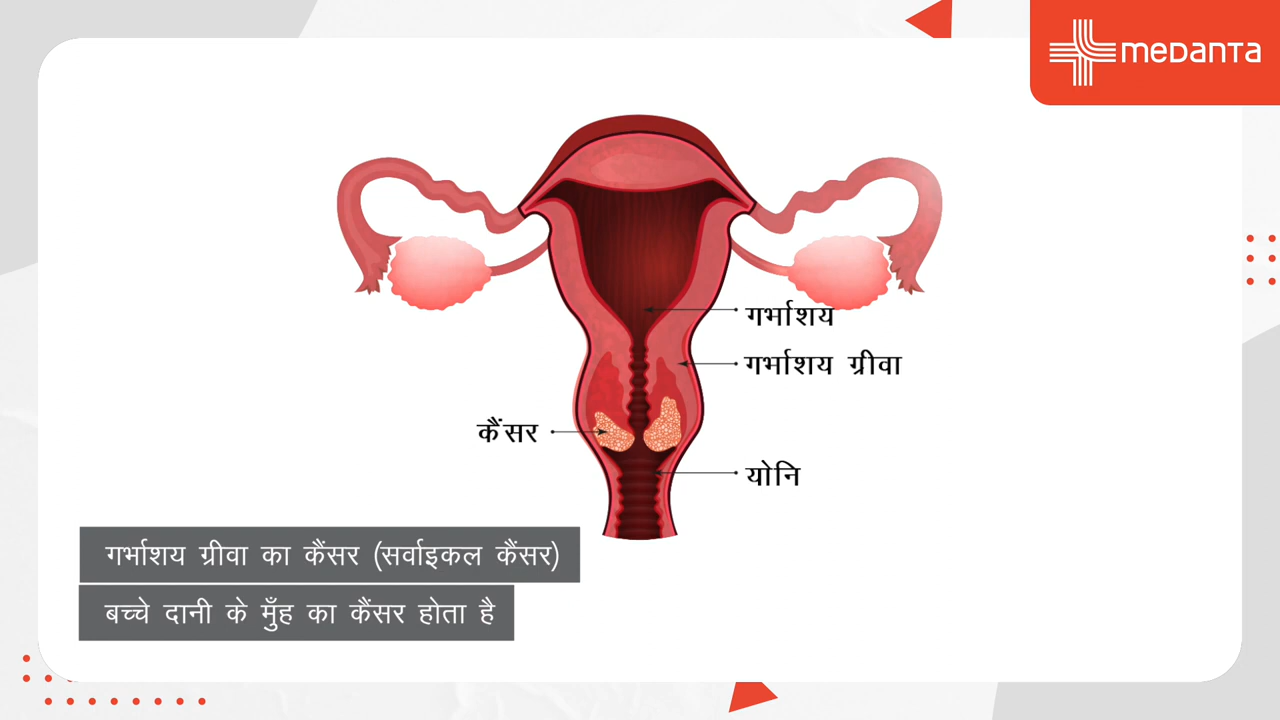 medanta
गर्भाशय
गर्भाशय ग्रीवा
कैंसर
योनि
गर्भाशय ग्रीवा का कैंसर (सर्वाइकल कैंसर)
बच्चे दानी के मुँह का कैंसर होता है